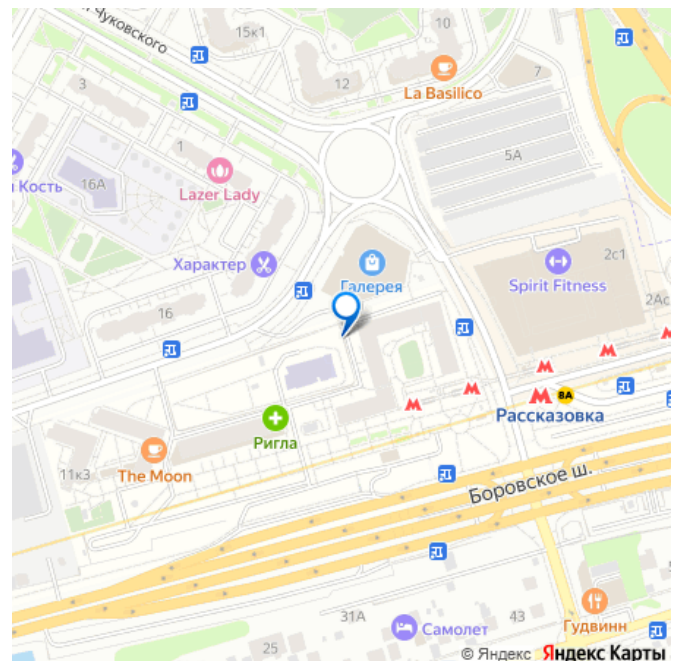 Чуковского
15к1
10
7
La Basilico
12
3
1
5А
Кость
16А
Lazer Lady
Характер
2с1
Галерея
Spirit Fitness
2Ас
16
ВА
Рассказовка
Ригла
The Moon
11к3
Боровское ш.
31А
43
Гудвинн
Самолет
25
© Яндекс Яндекс Карты